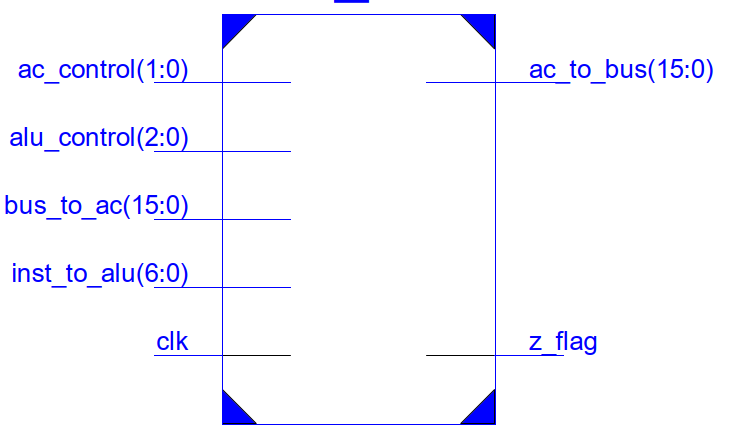 ac_control(1:0)
ac_to_bus(15:0)
alu_control(2:0)
bus_to_ac(15:0)
inst_to_alu(6:0)
clk
z_flag